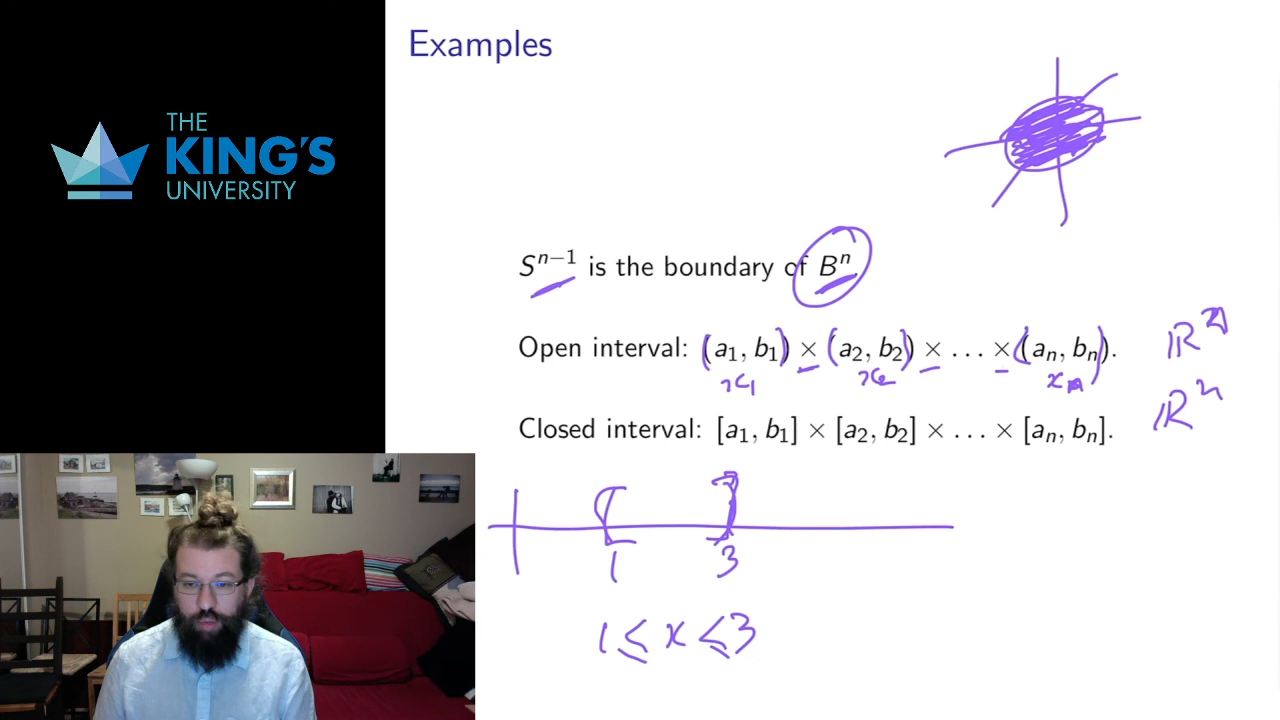 THE
KING'S
UNIVERSITY
Examples
S^{n−1} is the boundary of B^n
Open interval: (a_1, b_1) × (a_2, b_2) × . . . × (a_n, b_n).
x_1 x_2 x_n
ℝ^n
Closed interval: [a_1, b_1] × [a_2, b_2] × . . . × [a_n, b_n].
ℝ^n
[ ]
1 3
1 ≤ x ≤ 3